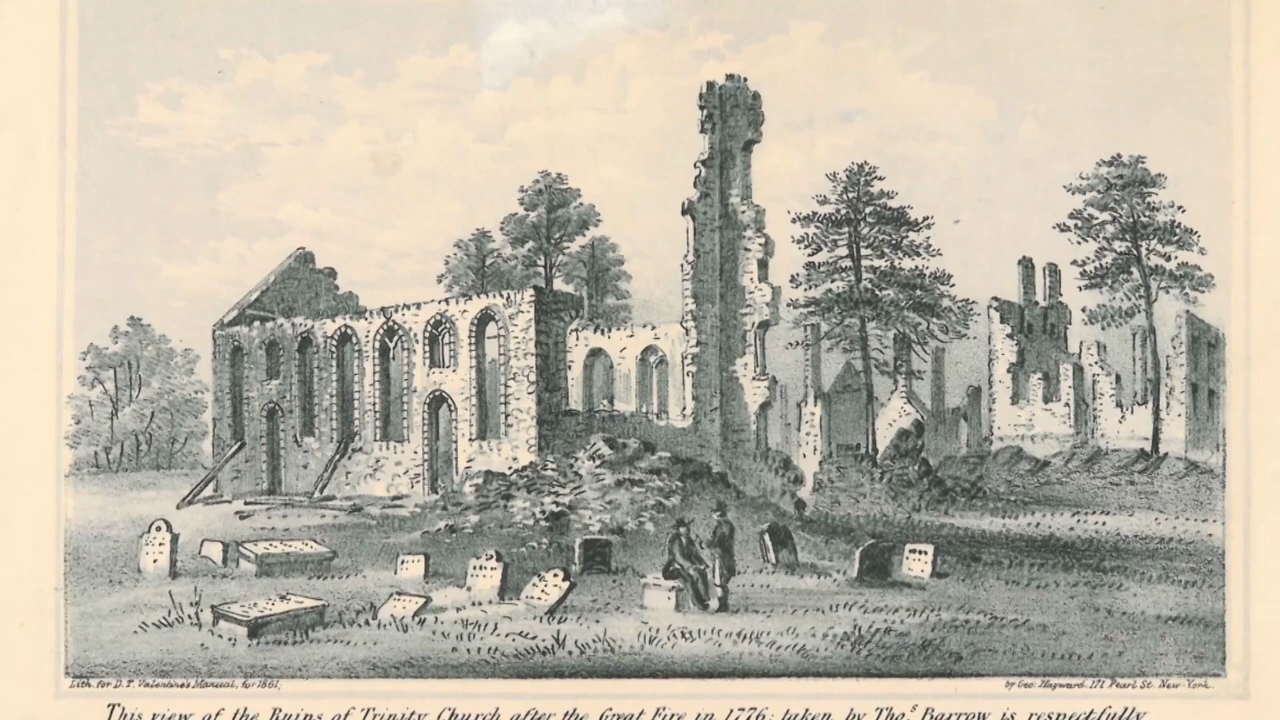 Lith. for D. T. Valentine's Manual, for 1861,
by Geo: Hayward. 171 Pearl St. New-York.
This view of the Ruins of Trinity Church after the Great Fire in 1776: taken by Tho.s Barrow is respectfully